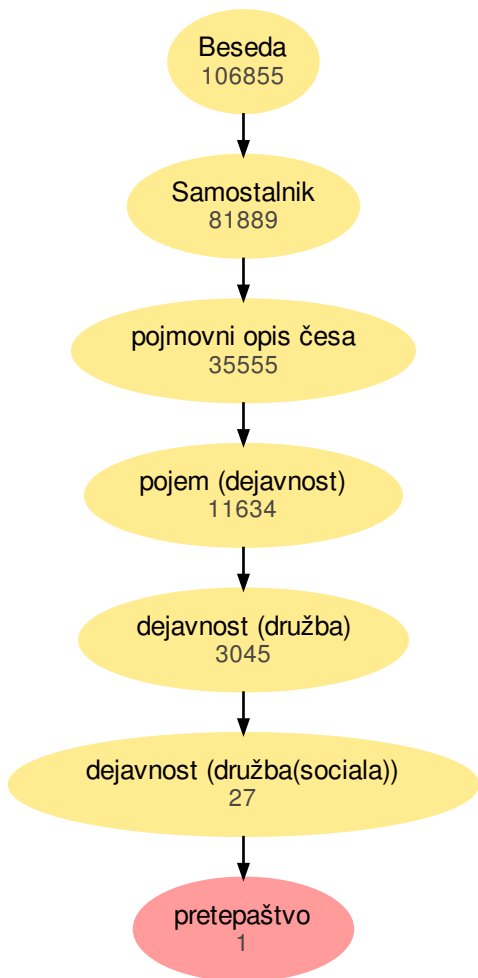 Beseda
106855
Samostalnik
81889
pojmovni opis česa
35555
pojem (dejavnost)
11634
dejavnost (družba)
3045
dejavnost (družba(sociala))
27
pretepaštvo
1